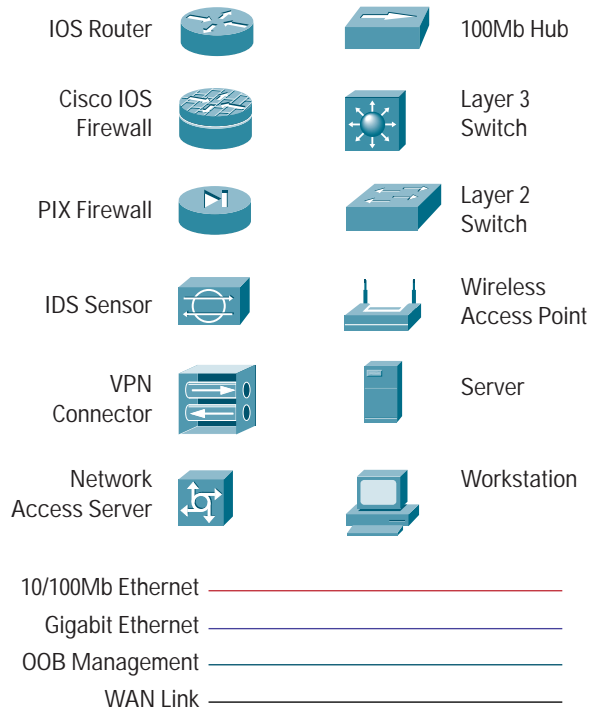 IOS Router
100Mb Hub
Cisco IOS
Firewall
Layer 3
Switch
PIX Firewall
Layer 2
Switch
IDS Sensor
Wireless
Access Point
VPN
Connector
Server
Network
Access Server
Workstation
10/100Mb Ethernet
Gigabit Ethernet
OOB Management
WAN Link